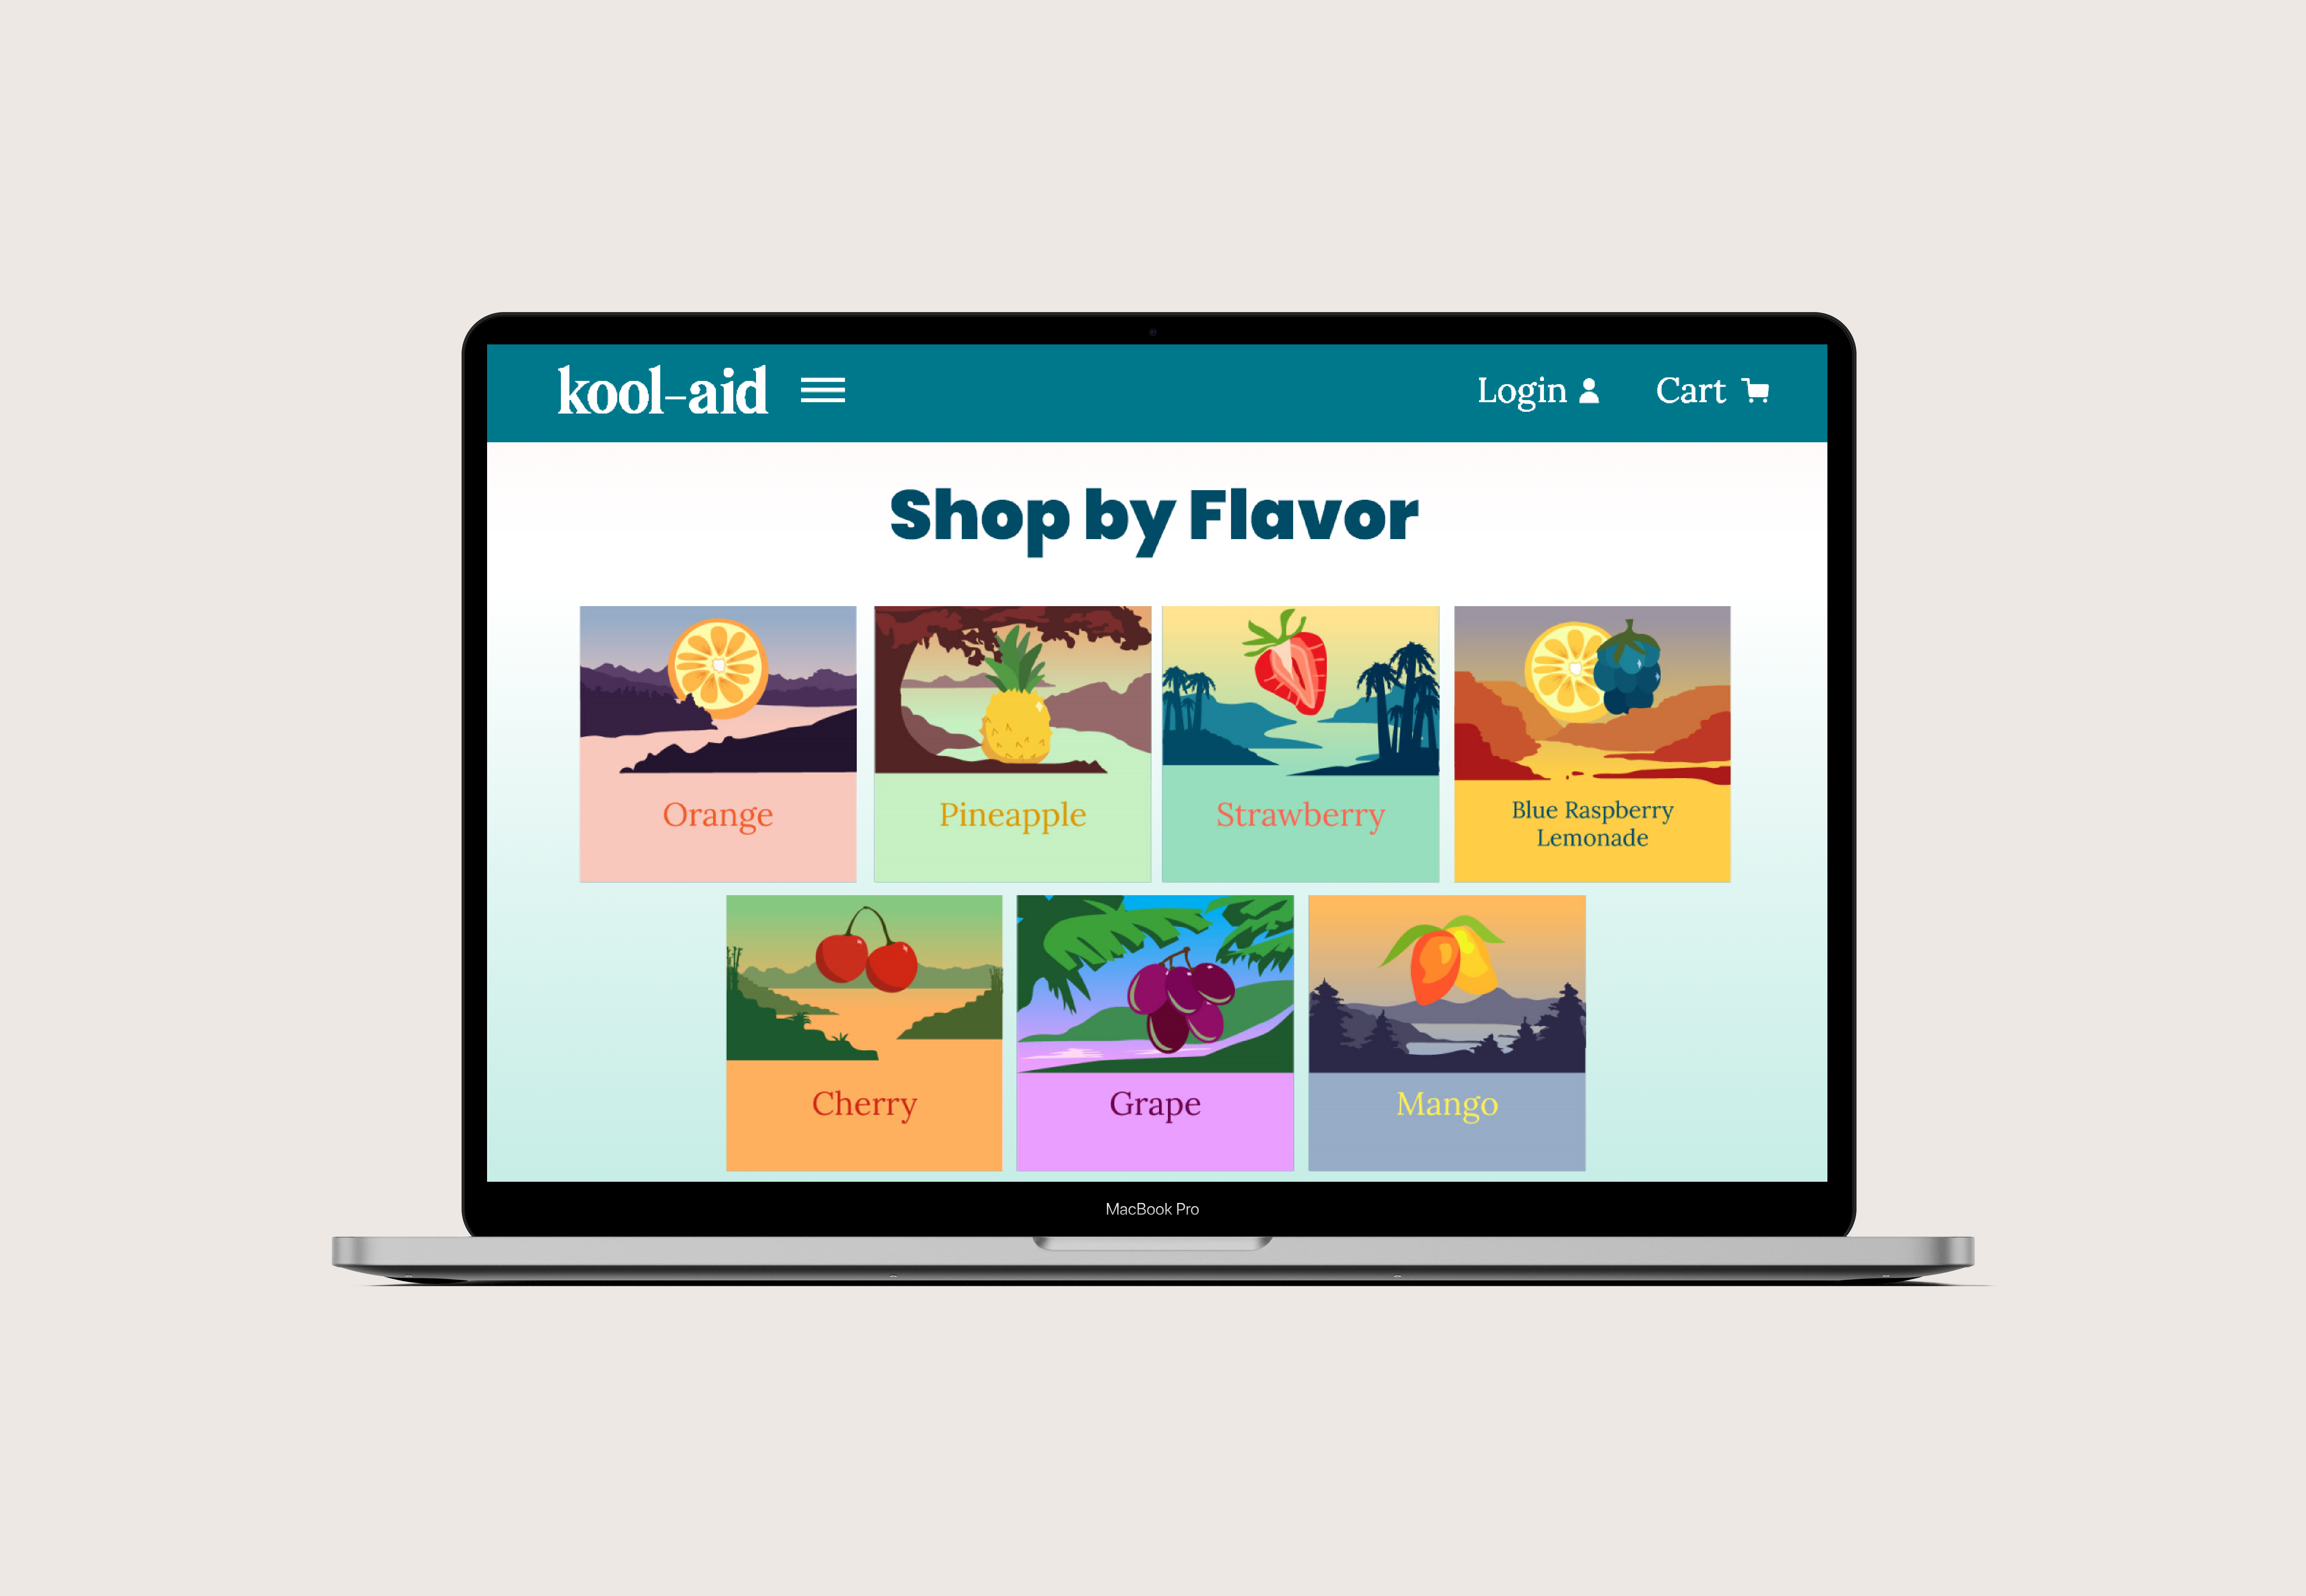 kool-aid
Login
Cart
Shop by Flavor
Orange
Pineapple
Strawberry
Blue Raspberry
Lemonade
Cherry
Grape
Mango
MacBook Pro